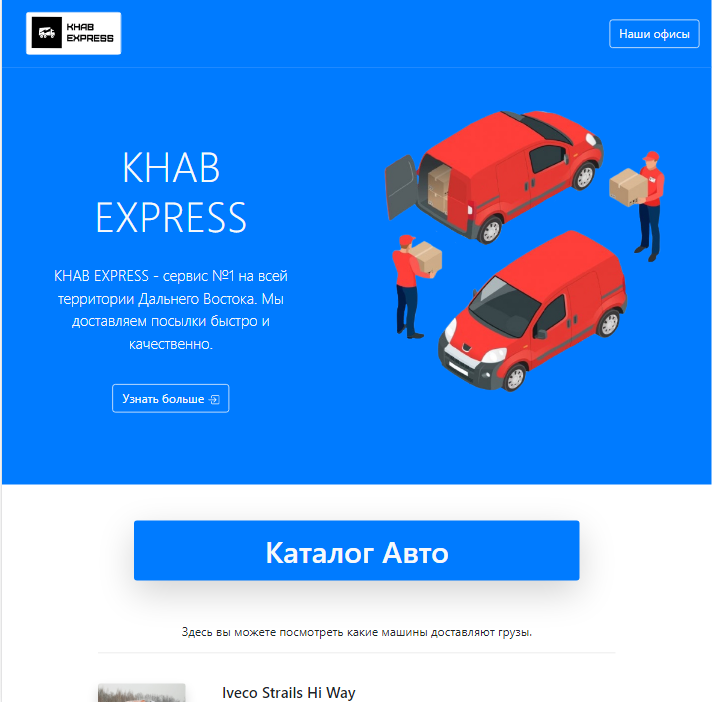 KHAB
EXPRESS
Наши офисы
KHAB
EXPRESS
KHAB EXPRESS - сервис №1 на всей
территории Дальнего Востока. Мы
доставляем посылки быстро и
качественно.
Узнать больше
Каталог Авто
Здесь вы можете посмотреть какие машины доставляют грузы.
Iveco Strails Hi Way